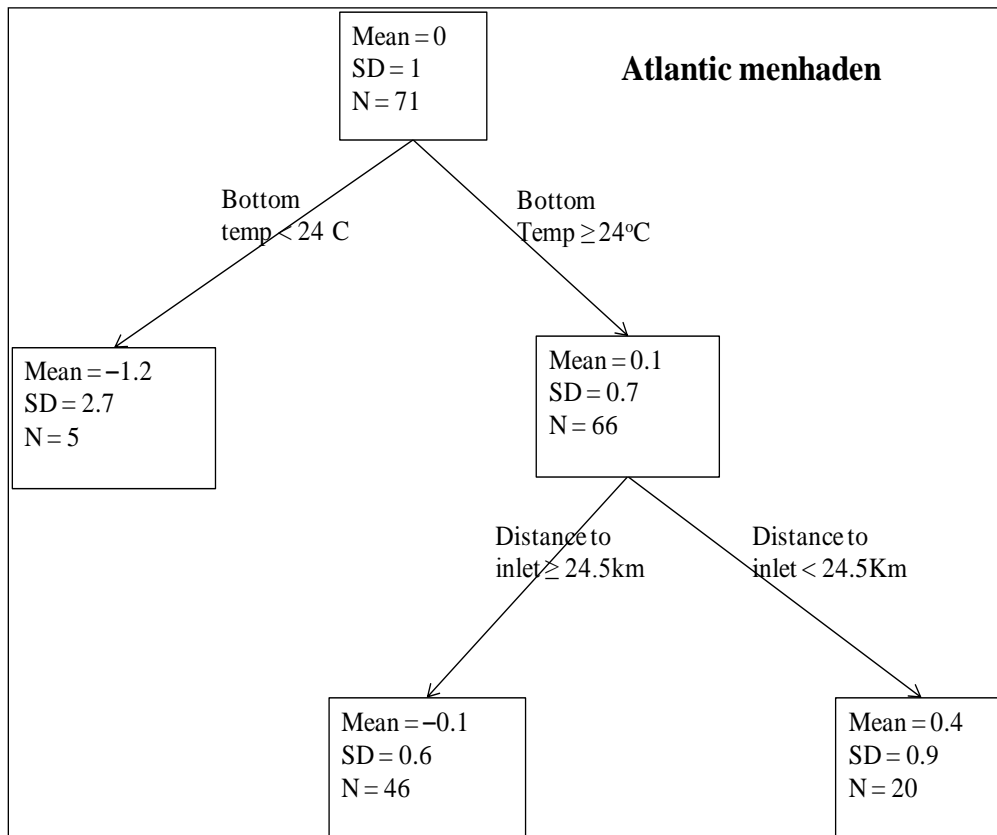 Mean = 0
SD = 1
N = 71
Atlantic menhaden
Bottom
temp < 24 C
Bottom
Temp ≥ 24°C
Mean = −1.2
SD = 2.7
N = 5
Mean = 0.1
SD = 0.7
N = 66
Distance to
inlet ≥ 24.5km
Distance to
inlet < 24.5Km
Mean = −0.1
SD = 0.6
N = 46
Mean = 0.4
SD = 0.9
N = 20